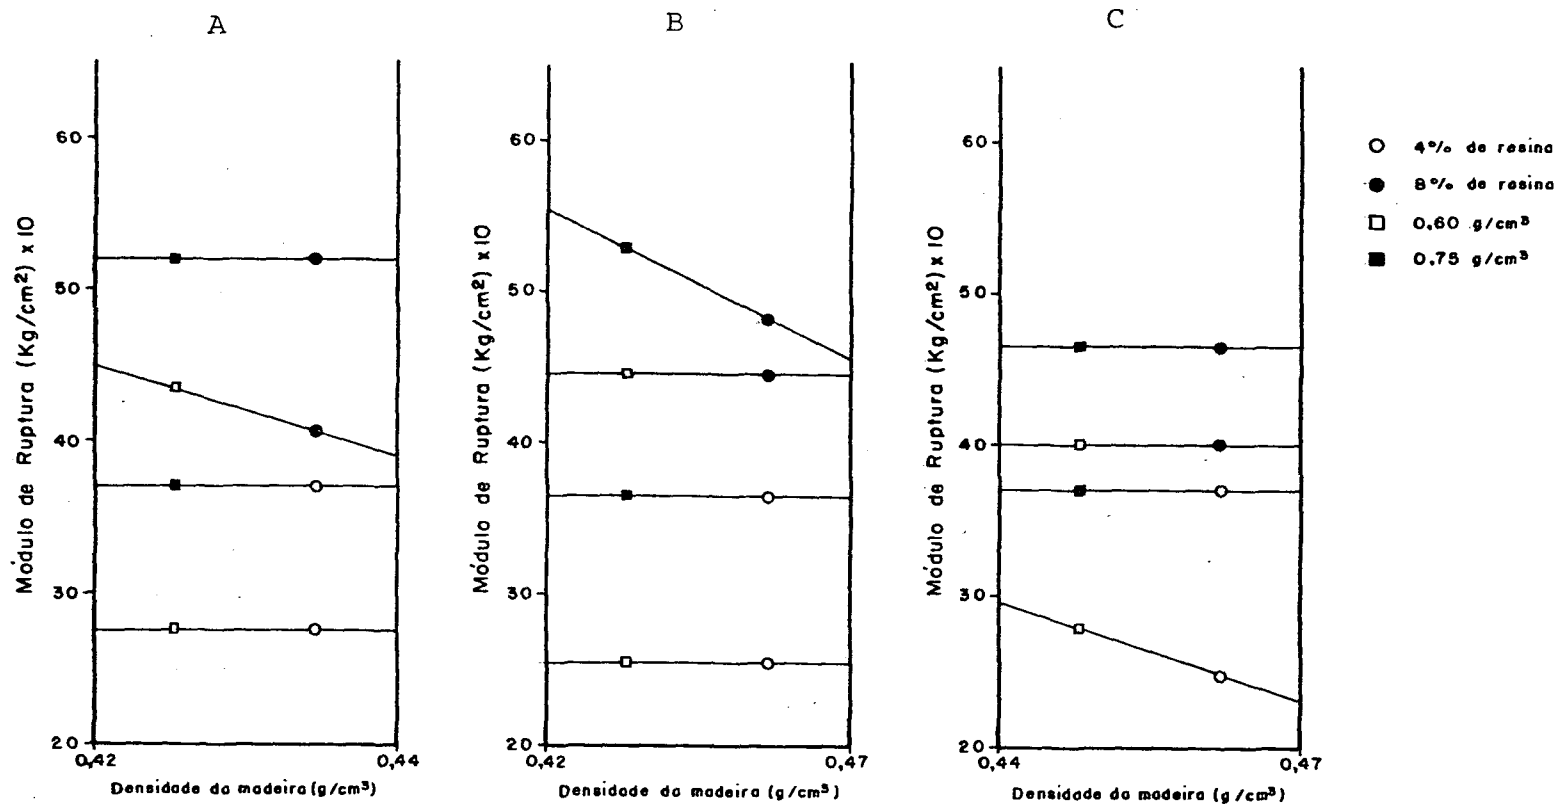 A
B
C
Módulo de Ruptura (Kg/cm²) x 10
60
50
40
30
20
0,42
0,44
Densidade da madeira (g/cm³)
Módulo de Ruptura (Kg/cm²) x 10
60
50
40
30
20
0,42
0,47
Densidade da madeira (g/cm³)
Módulo de Ruptura (Kg/cm²) x 10
60
50
40
30
20
0,44
0,47
Densidade da madeira (g/cm³)
4% de resina
8% de resina
0,60 g/cm³
0,75 g/cm³